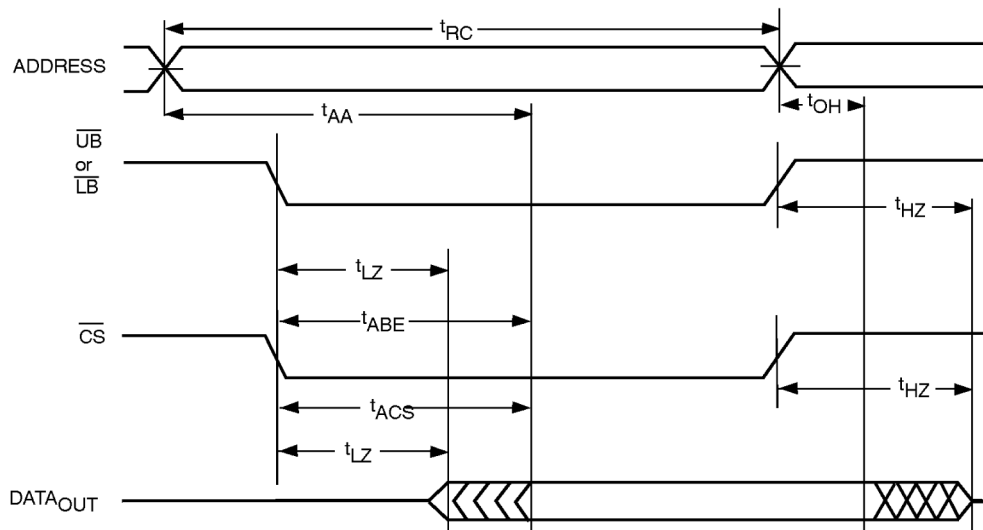 tRC
ADDRESS
tAA
tOH
UB
or
LB
tHZ
tLZ
tABE
CS
tHZ
tACS
tLZ
DATAOUT